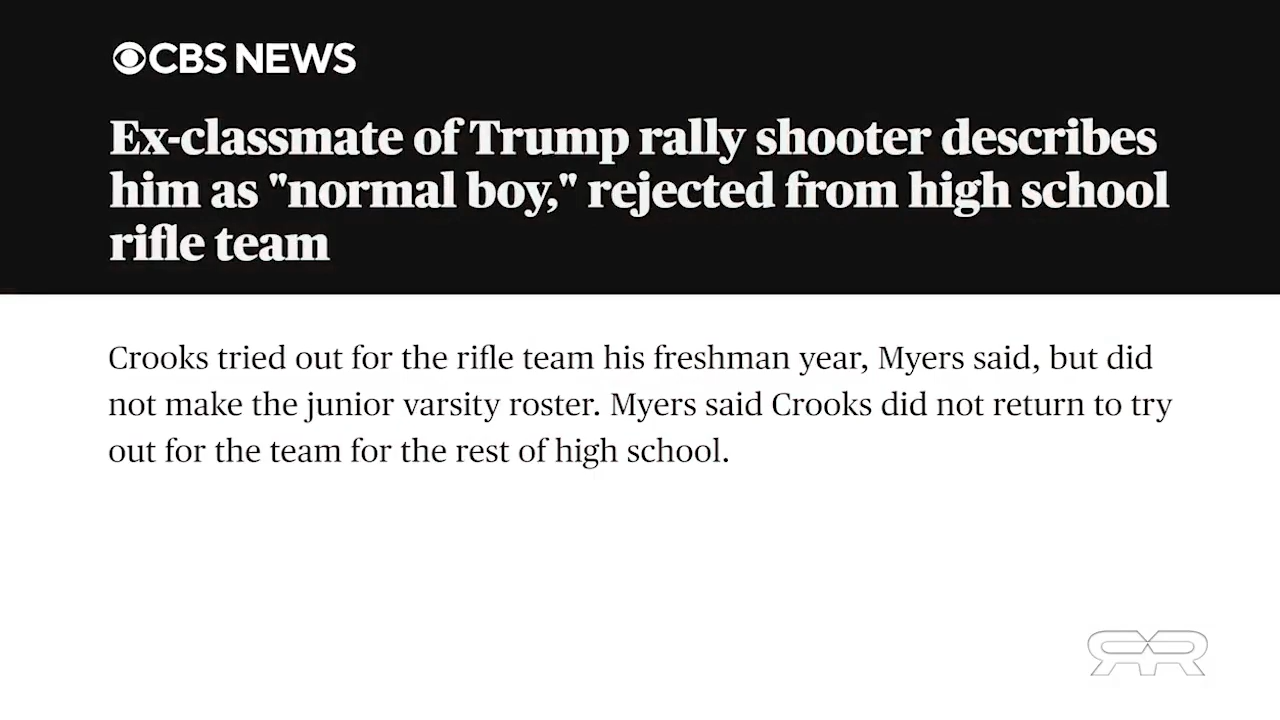 CBS NEWS
Ex-classmate of Trump rally shooter describes
him as "normal boy," rejected from high school
rifle team
Crooks tried out for the rifle team his freshman year, Myers said, but did
not make the junior varsity roster. Myers said Crooks did not return to try
out for the team for the rest of high school.
RR